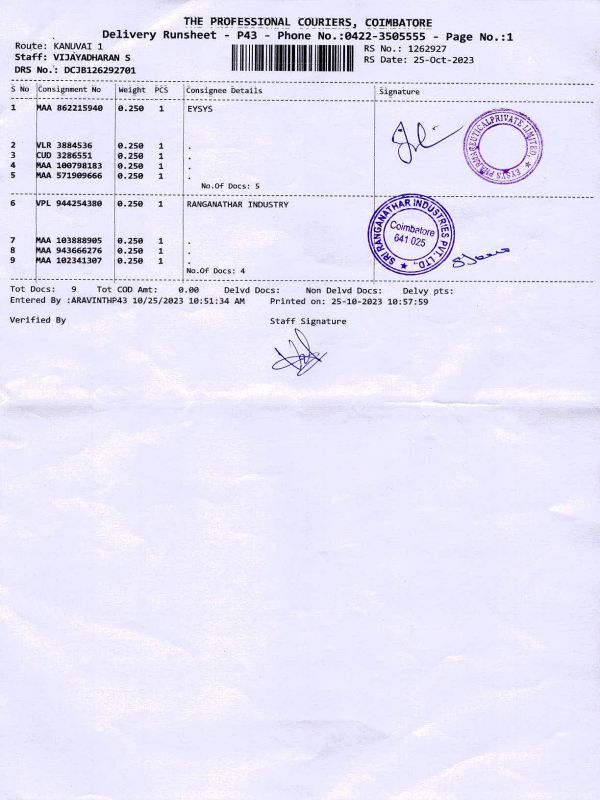 THE PROFESSIONAL COURIERS, COIMBATORE
Delivery Runsheet - P43 - Phone No.:0422-3505555 - Page No.:1
Route: KANUVAI 1
RS No.: 1262927
Staff: VIJAYADHARAN S
RS Date: 25-Oct-2023
DRS No.: DCJB126292701
S No Consignment No Weight PCS Consignee Details Signature
1 MAA 862215940 0.250 1 EYSYS
EYSYS PHARMACEUTICAL PRIVATE LIMITED,
2 VLR 3884536 0.250 1 .
3 CUD 3286551 0.250 1 .
4 MAA 100798183 0.250 1 .
5 MAA 571909666 0.250 1 .
No.Of Docs: 5
6 VPL 944254380 0.250 1 RANGANATHAR INDUSTRY
SRI RANGANATHAR INDUSTRIES PVT. LTD.,
Coimbatore
641 025
7 MAA 103888905 0.250 1 .
8 MAA 943666276 0.250 1 .
9 MAA 102341307 0.250 1 .
No.Of Docs: 4
Tot Docs: 9 Tot COD Amt: 0.00 Delvd Docs: Non Delvd Docs: Delvy pts:
Entered By :ARAVINTHP43 10/25/2023 10:51:34 AM Printed on: 25-10-2023 10:57:59
Verified By Staff Signature